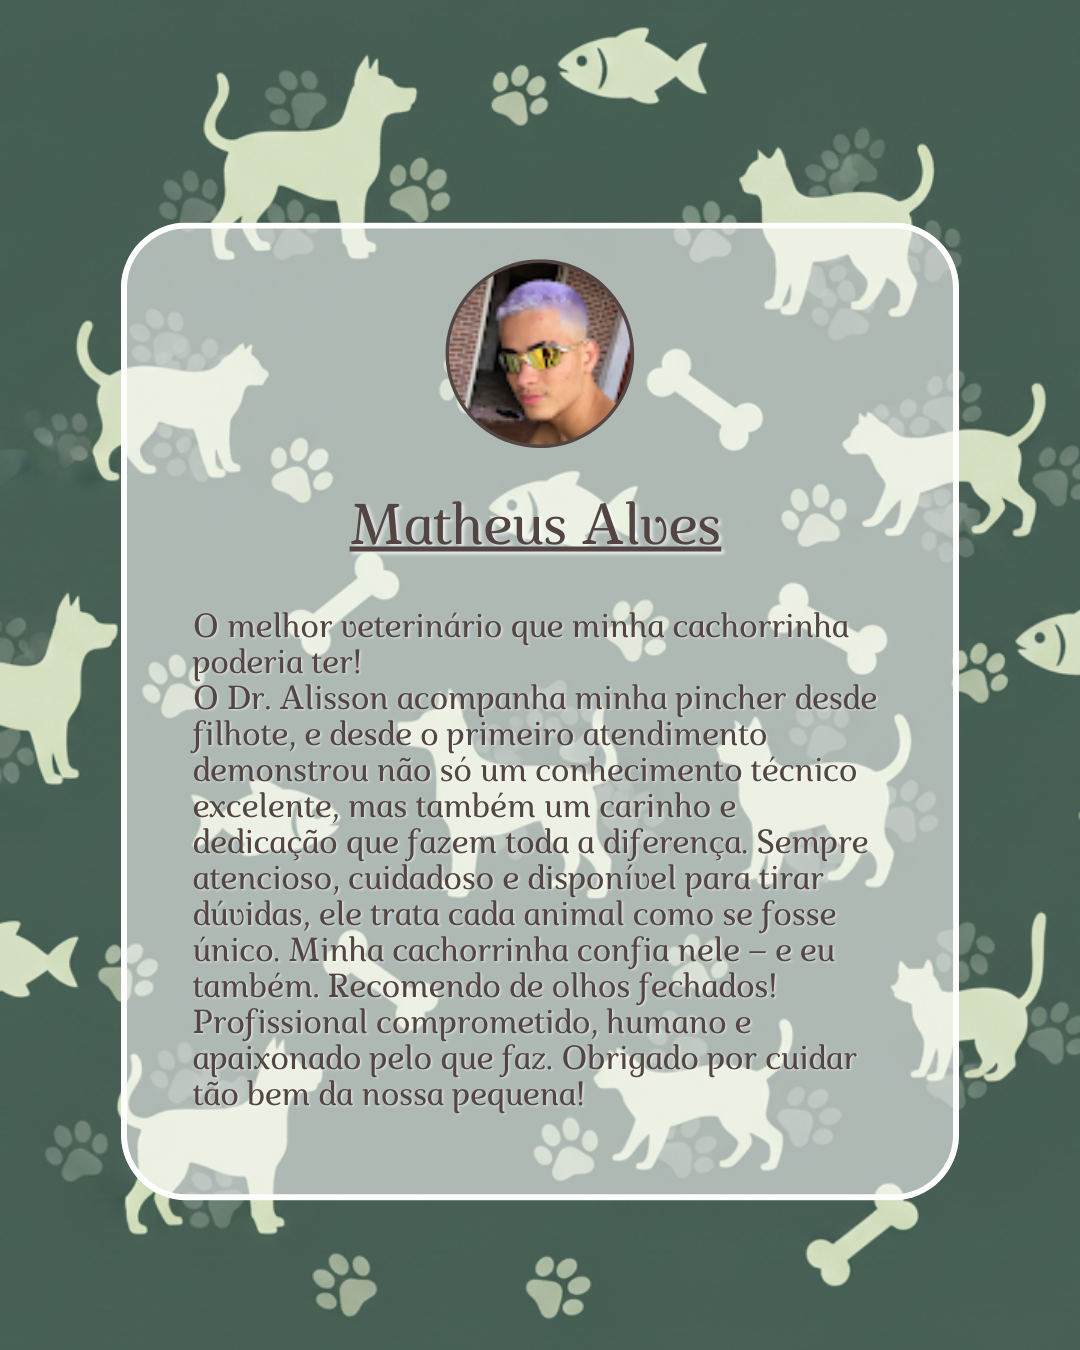 Matheus Alves
O melhor veterinário que minha cachorrinha
poderia ter!
O Dr. Alisson acompanha minha pincher desde
filhote, e desde o primeiro atendimento
demonstrou não só um conhecimento técnico
excelente, mas também um carinho e
dedicação que fazem toda a diferença. Sempre
atencioso, cuidadoso e disponível para tirar
dúvidas, ele trata cada animal como se fosse
único. Minha cachorrinha confia nele – e eu
também. Recomendo de olhos fechados!
Profissional comprometido, humano e
apaixonado pelo que faz. Obrigado por cuidar
tão bem da nossa pequena!